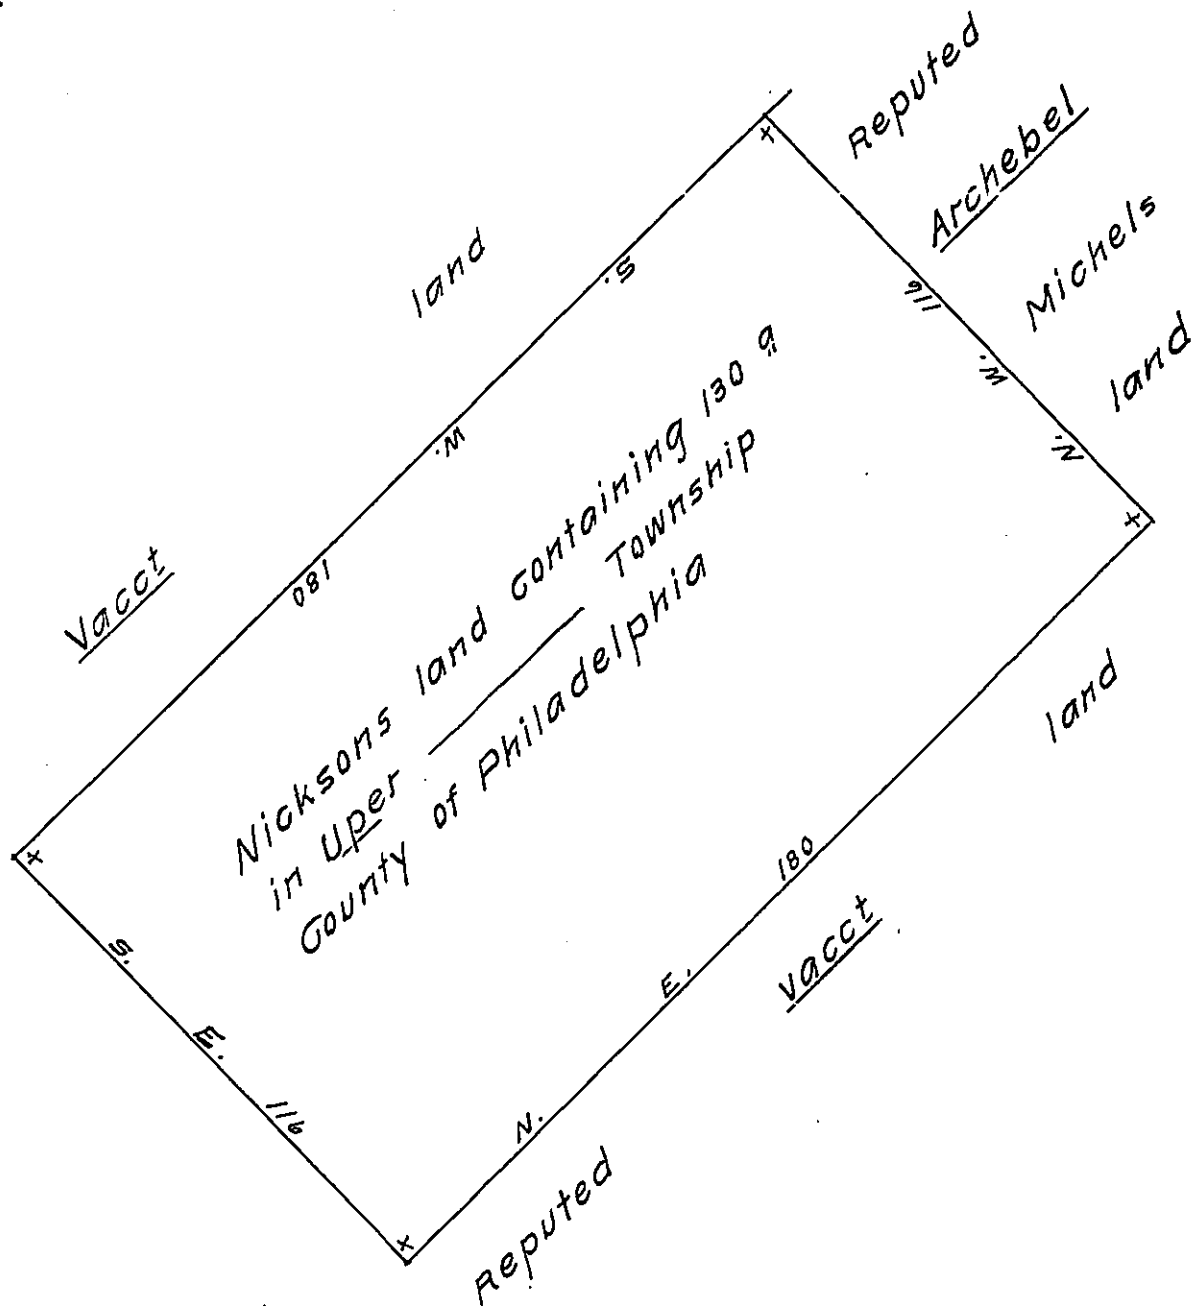 Reputed
Archebel
Michels
land
116
W.
N.
land
Vacct
S.
W.
180
Nicksons land containing 130 a
in Uper ——— Township
County of Philadelphia
S.
E.
116
N.
E.
180
Reputed
vacct
land